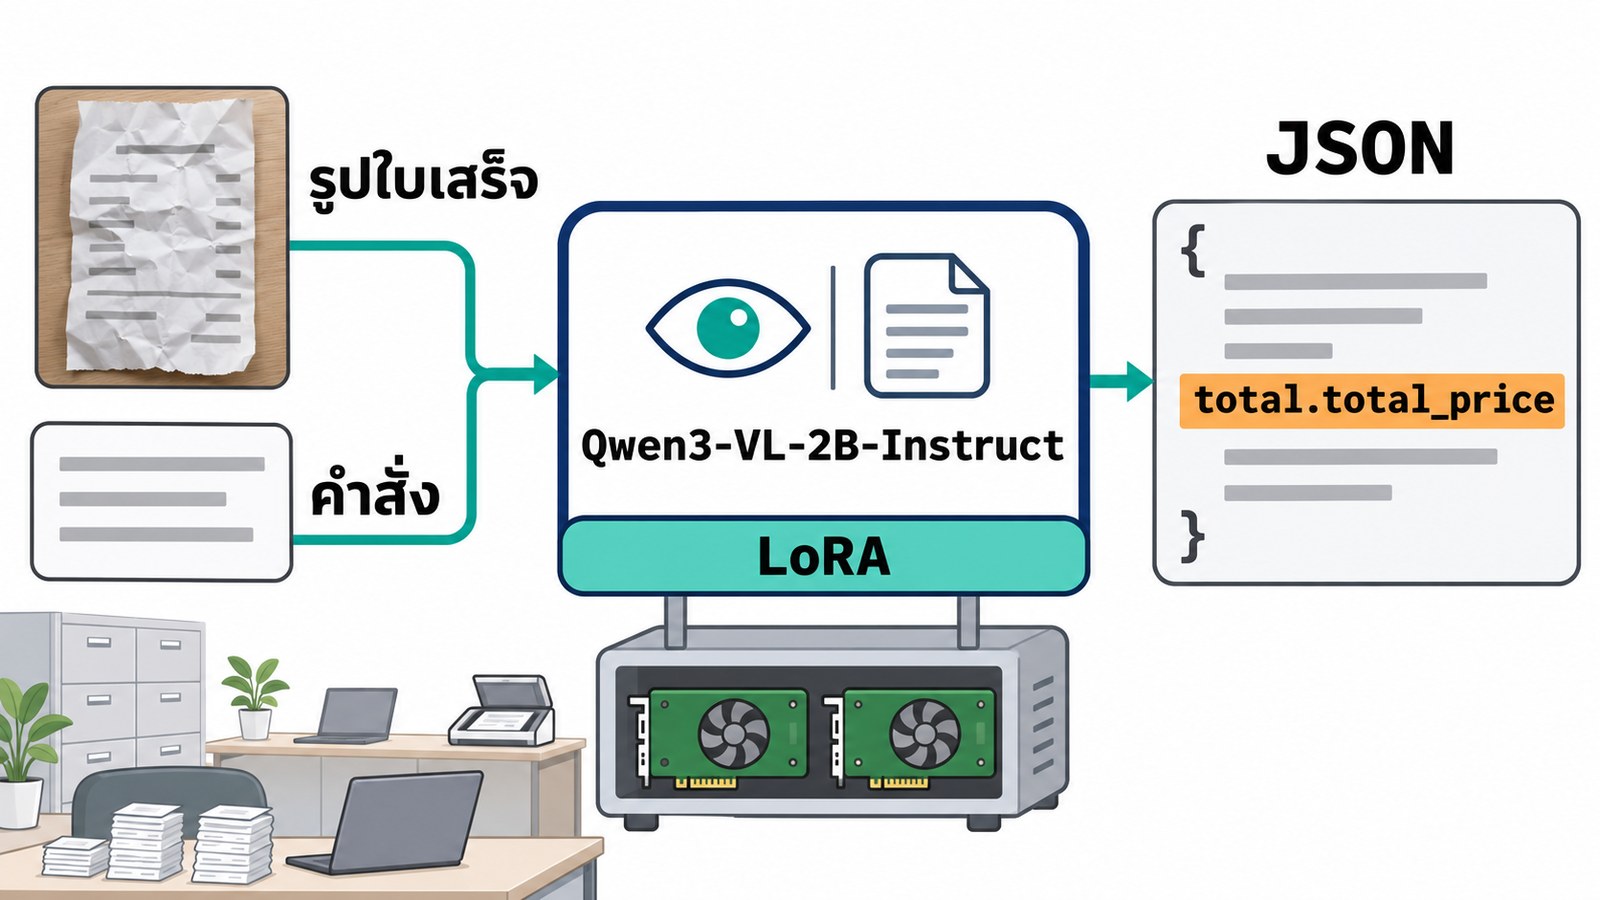 รูปใบเสร็จ
คำสั่ง
Qwen3-VL-2B-Instruct
LoRA
JSON
{
total.total_price
}